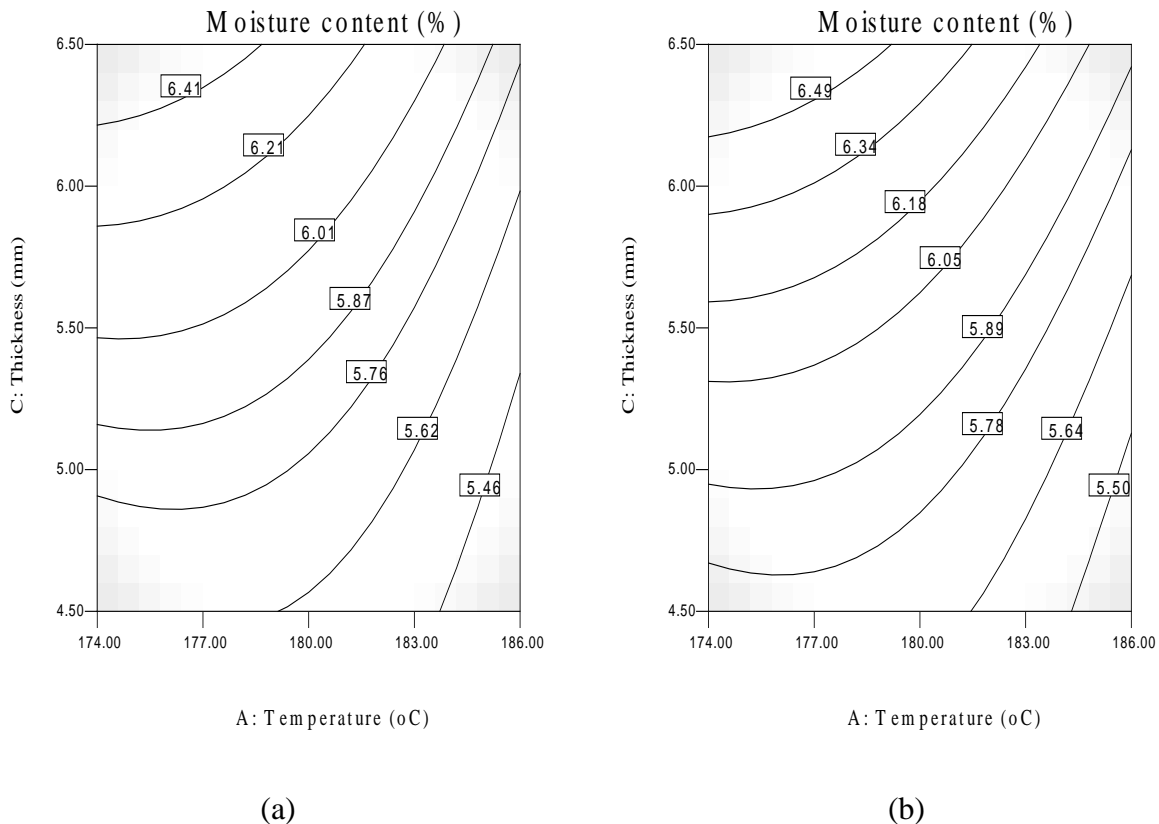 Moisture content (%)
6.50
6.00
5.50
5.00
4.50
C: Thickness (mm)
6.41
6.21
6.01
5.87
5.76
5.62
5.46
174.00 177.00 180.00 183.00 186.00
A: Temperature (oC)
(a)
Moisture content (%)
6.50
6.00
5.50
5.00
4.50
C: Thickness (mm)
6.49
6.34
6.18
6.05
5.89
5.78
5.64
5.50
174.00 177.00 180.00 183.00 186.00
A: Temperature (oC)
(b)